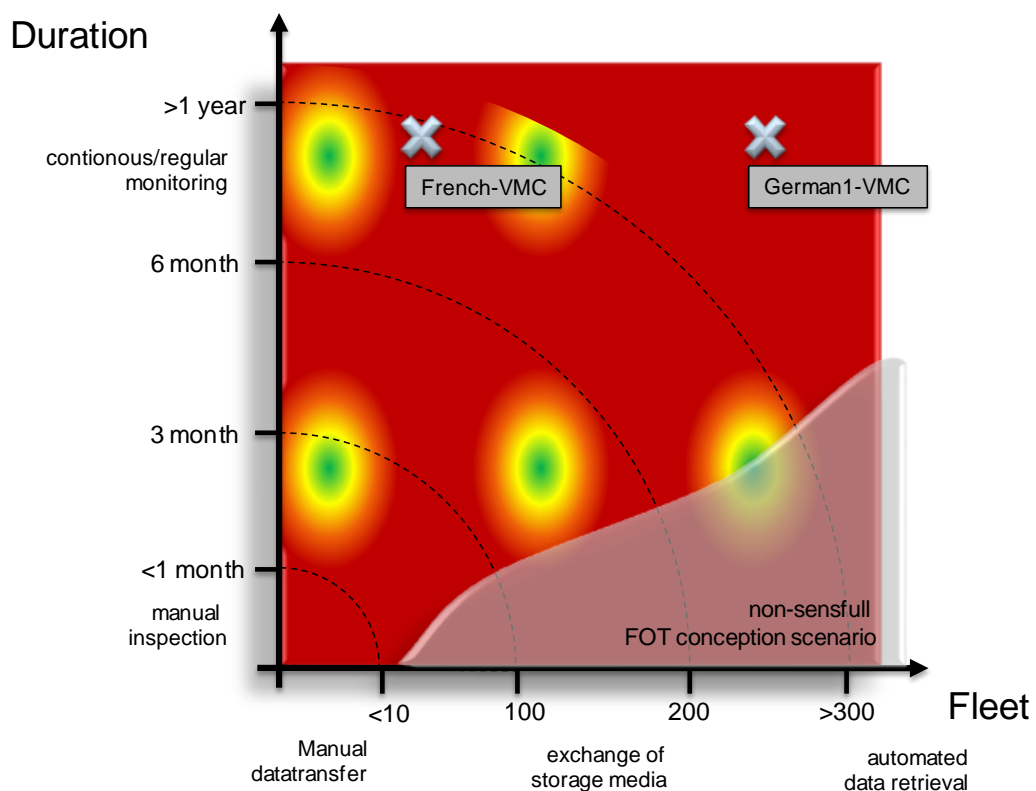 Duration
>1 year
contionous/regular
monitoring
French-VMC
German1-VMC
6 month
3 month
<1 month
manual
inspection
non-sensfull
FOT conception scenario
<10
100
200
>300
Fleet
Manual
datatransfer
exchange of
storage media
automated
data retrieval